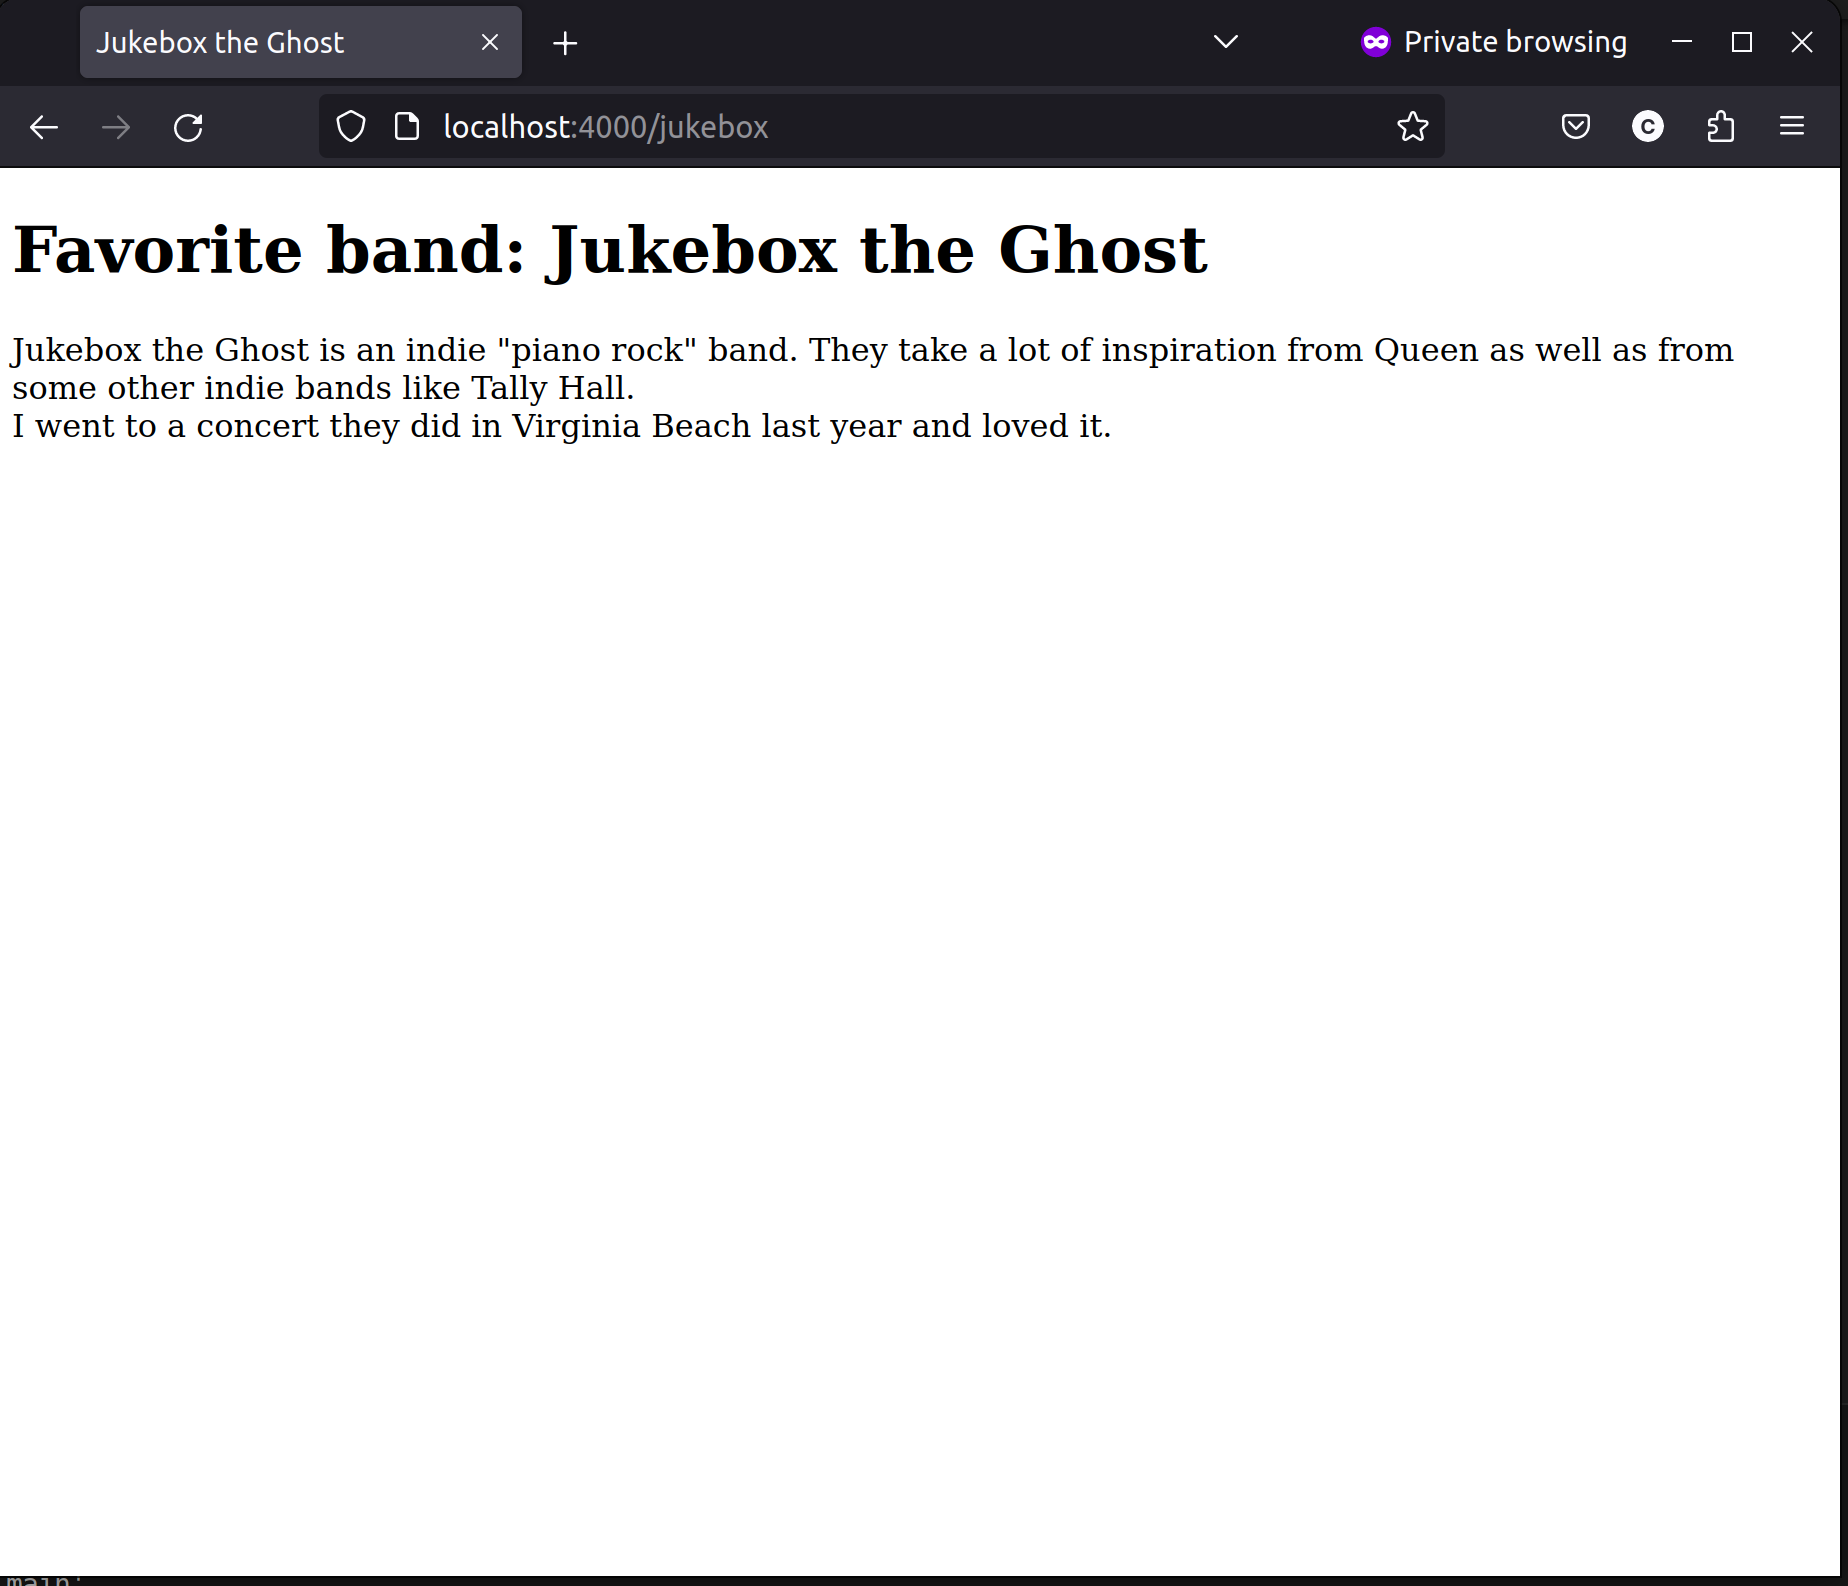 Jukebox the Ghost
Private browsing
localhost:4000/jukebox
C
Favorite band: Jukebox the Ghost
Jukebox the Ghost is an indie "piano rock" band. They take a lot of inspiration from Queen as well as from
some other indie bands like Tally Hall.
I went to a concert they did in Virginia Beach last year and loved it.